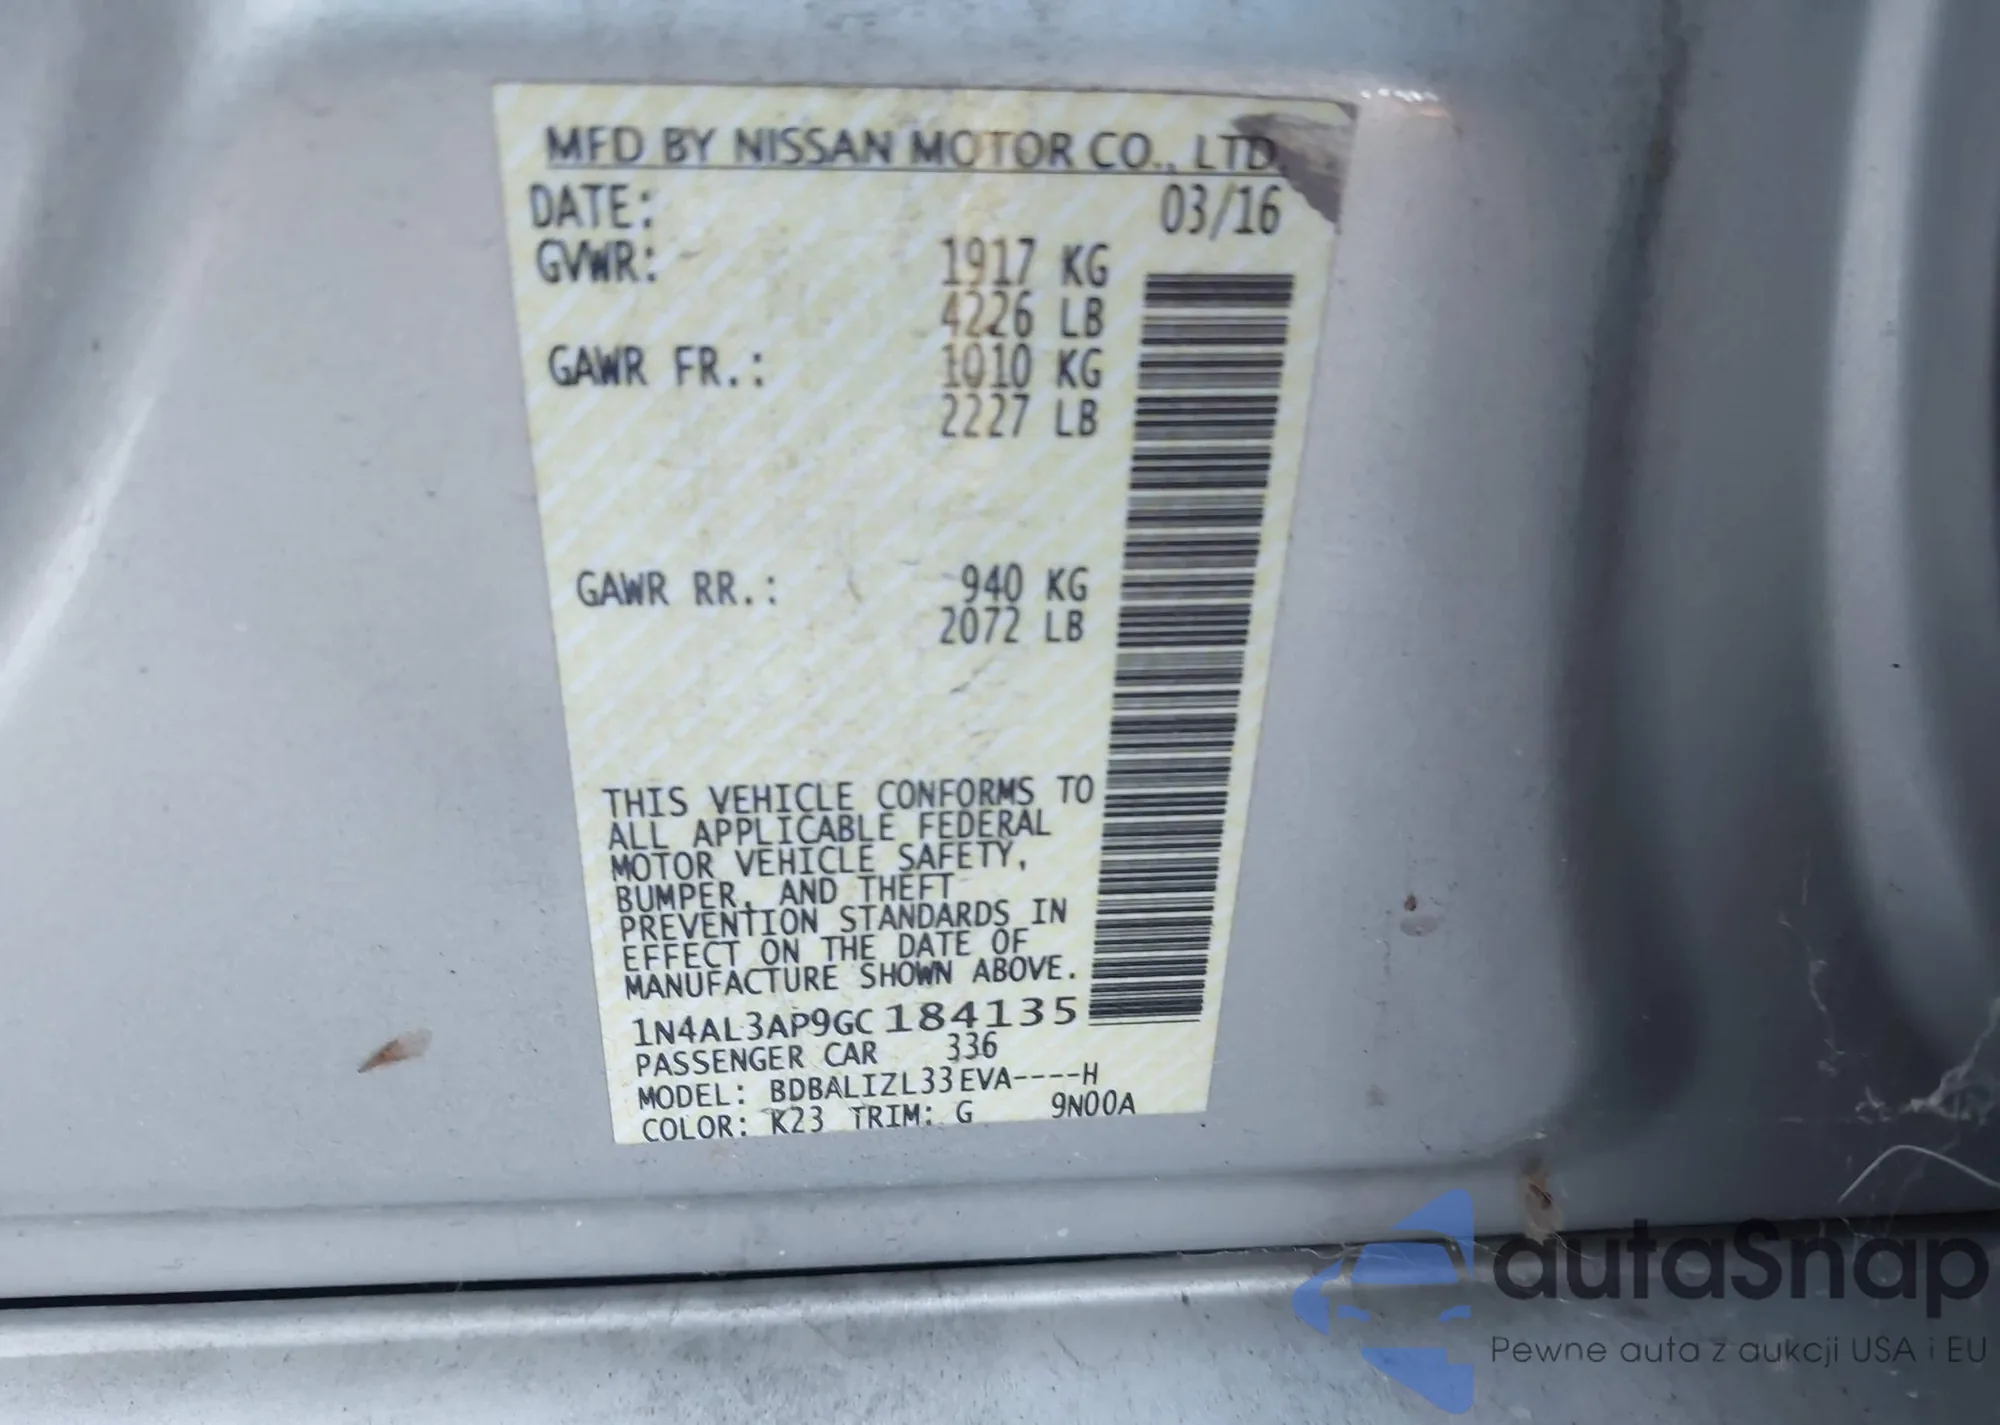 MFD BY NISSAN MOTOR CO., LTD.
DATE: 03/16
GVWR: 1917 KG
4226 LB
GAWR FR.: 1010 KG
2227 LB
GAWR RR.: 940 KG
2072 LB
THIS VEHICLE CONFORMS TO
ALL APPLICABLE FEDERAL
MOTOR VEHICLE SAFETY,
BUMPER, AND THEFT
PREVENTION STANDARDS IN
EFFECT ON THE DATE OF
MANUFACTURE SHOWN ABOVE.
1N4AL3AP9GC184135
PASSENGER CAR 336
MODEL: BDBALIZL33EVA----H
COLOR: K23 TRIM: G 9N00A
autaSnap
Pewne auta z aukcji USA i EU